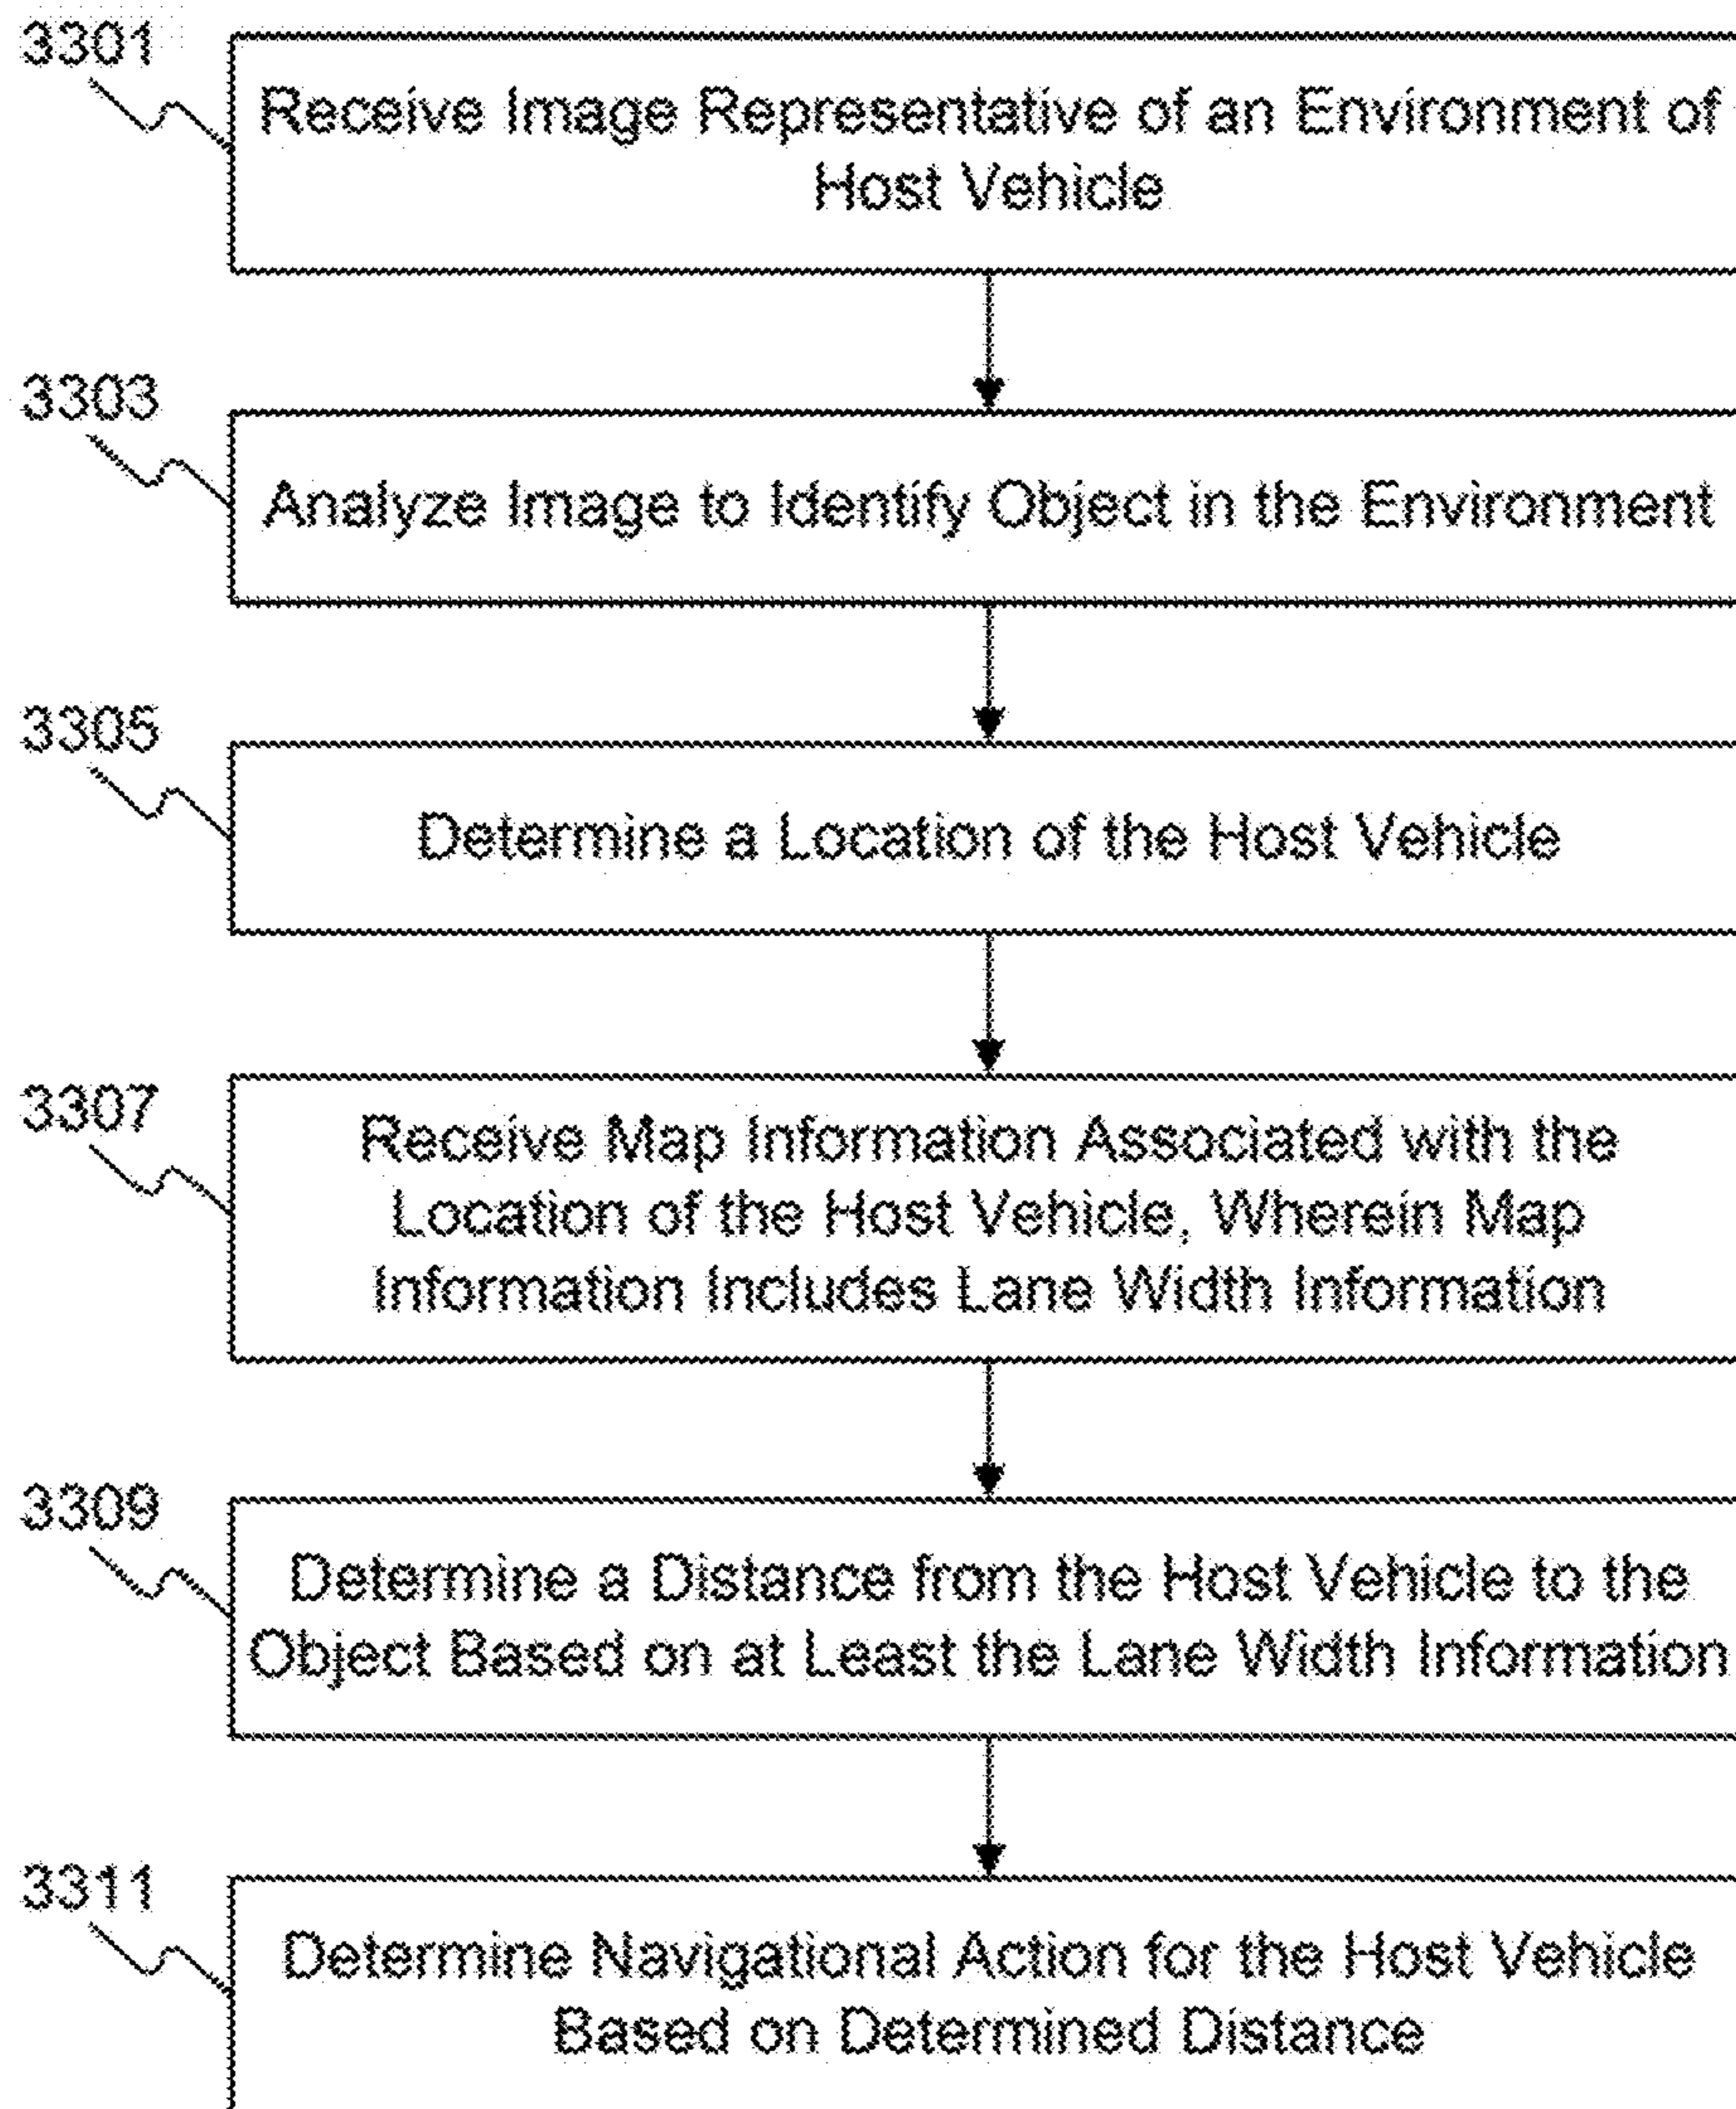 3301
Receive Image Representative of an Environment of
Host Vehicle
3303
Analyze Image to Identify Object in the Environment
3305
Determine a Location of the Host Vehicle
3307
Receive Map Information Associated with the
Location of the Host Vehicle, Wherein Map
Information Includes Lane Width Information
3309
Determine a Distance from the Host Vehicle to the
Object Based on at Least the Lane Width Information
3311
Determine Navigational Action for the Host Vehicle
Based on Determined Distance